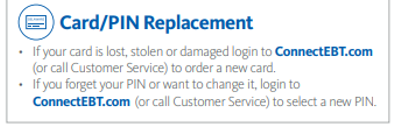 Card/PIN Replacement
• If your card is lost, stolen or damaged login to ConnectEBT.com
(or call Customer Service) to order a new card.
• If you forget your PIN or want to change it, login to
ConnectEBT.com (or call Customer Service) to select a new PIN.